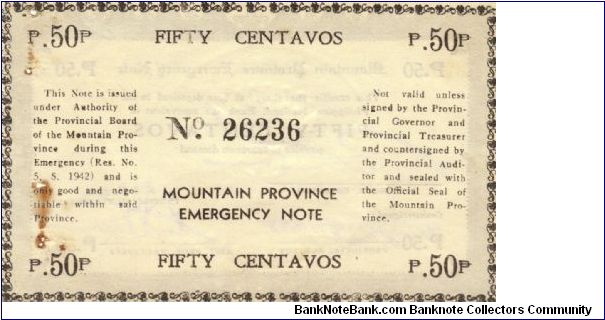 ₱.50₱ FIFTY CENTAVOS ₱.50₱
This Note is issued
under Authority of
the Provincial Board
of the Mountain Pro-
vince during this
Emergency (Res. No.
5, S. 1942) and is
only good and nego-
tiable within said
Province.
Nº 26236
MOUNTAIN PROVINCE
EMERGENCY NOTE
Not valid unless
signed by the Provin-
cial Governor and
Provincial Treasurer
and countersigned by
the Provincial Audi-
tor and sealed with
the Official Seal of
the Mountain Pro-
vince.
₱.50₱ FIFTY CENTAVOS ₱.50₱
BankNoteBank.com Banknote Collectors Community